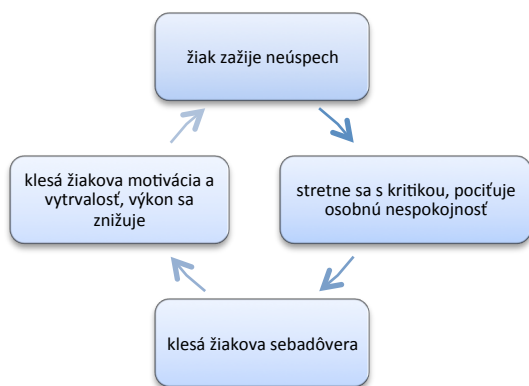 žiak zažije neúspech
stretne sa s kritikou, pociťuje
osobnú nespokojnosť
klesá žiakova sebadôvera
klesá žiakova motivácia a
vytrvalosť, výkon sa
znižuje